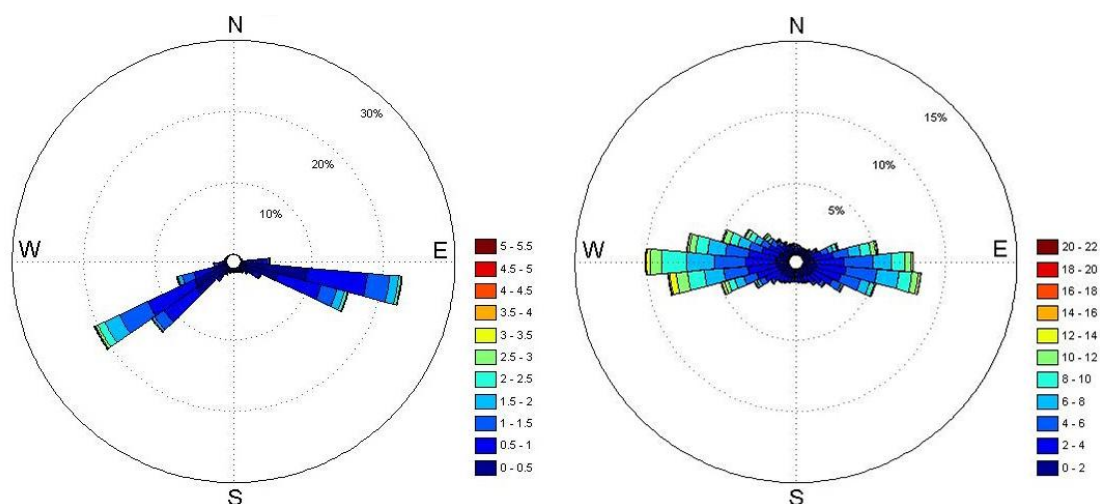 N
30%
20%
10%
W
E
S
5 - 5.5
4.5 - 5
4 - 4.5
3.5 - 4
3 - 3.5
2.5 - 3
2 - 2.5
1.5 - 2
1 - 1.5
0.5 - 1
0 - 0.5
N
15%
10%
5%
W
E
S
20 - 22
18 - 20
16 - 18
14 - 16
12 - 14
10 - 12
8 - 10
6 - 8
4 - 6
2 - 4
0 - 2